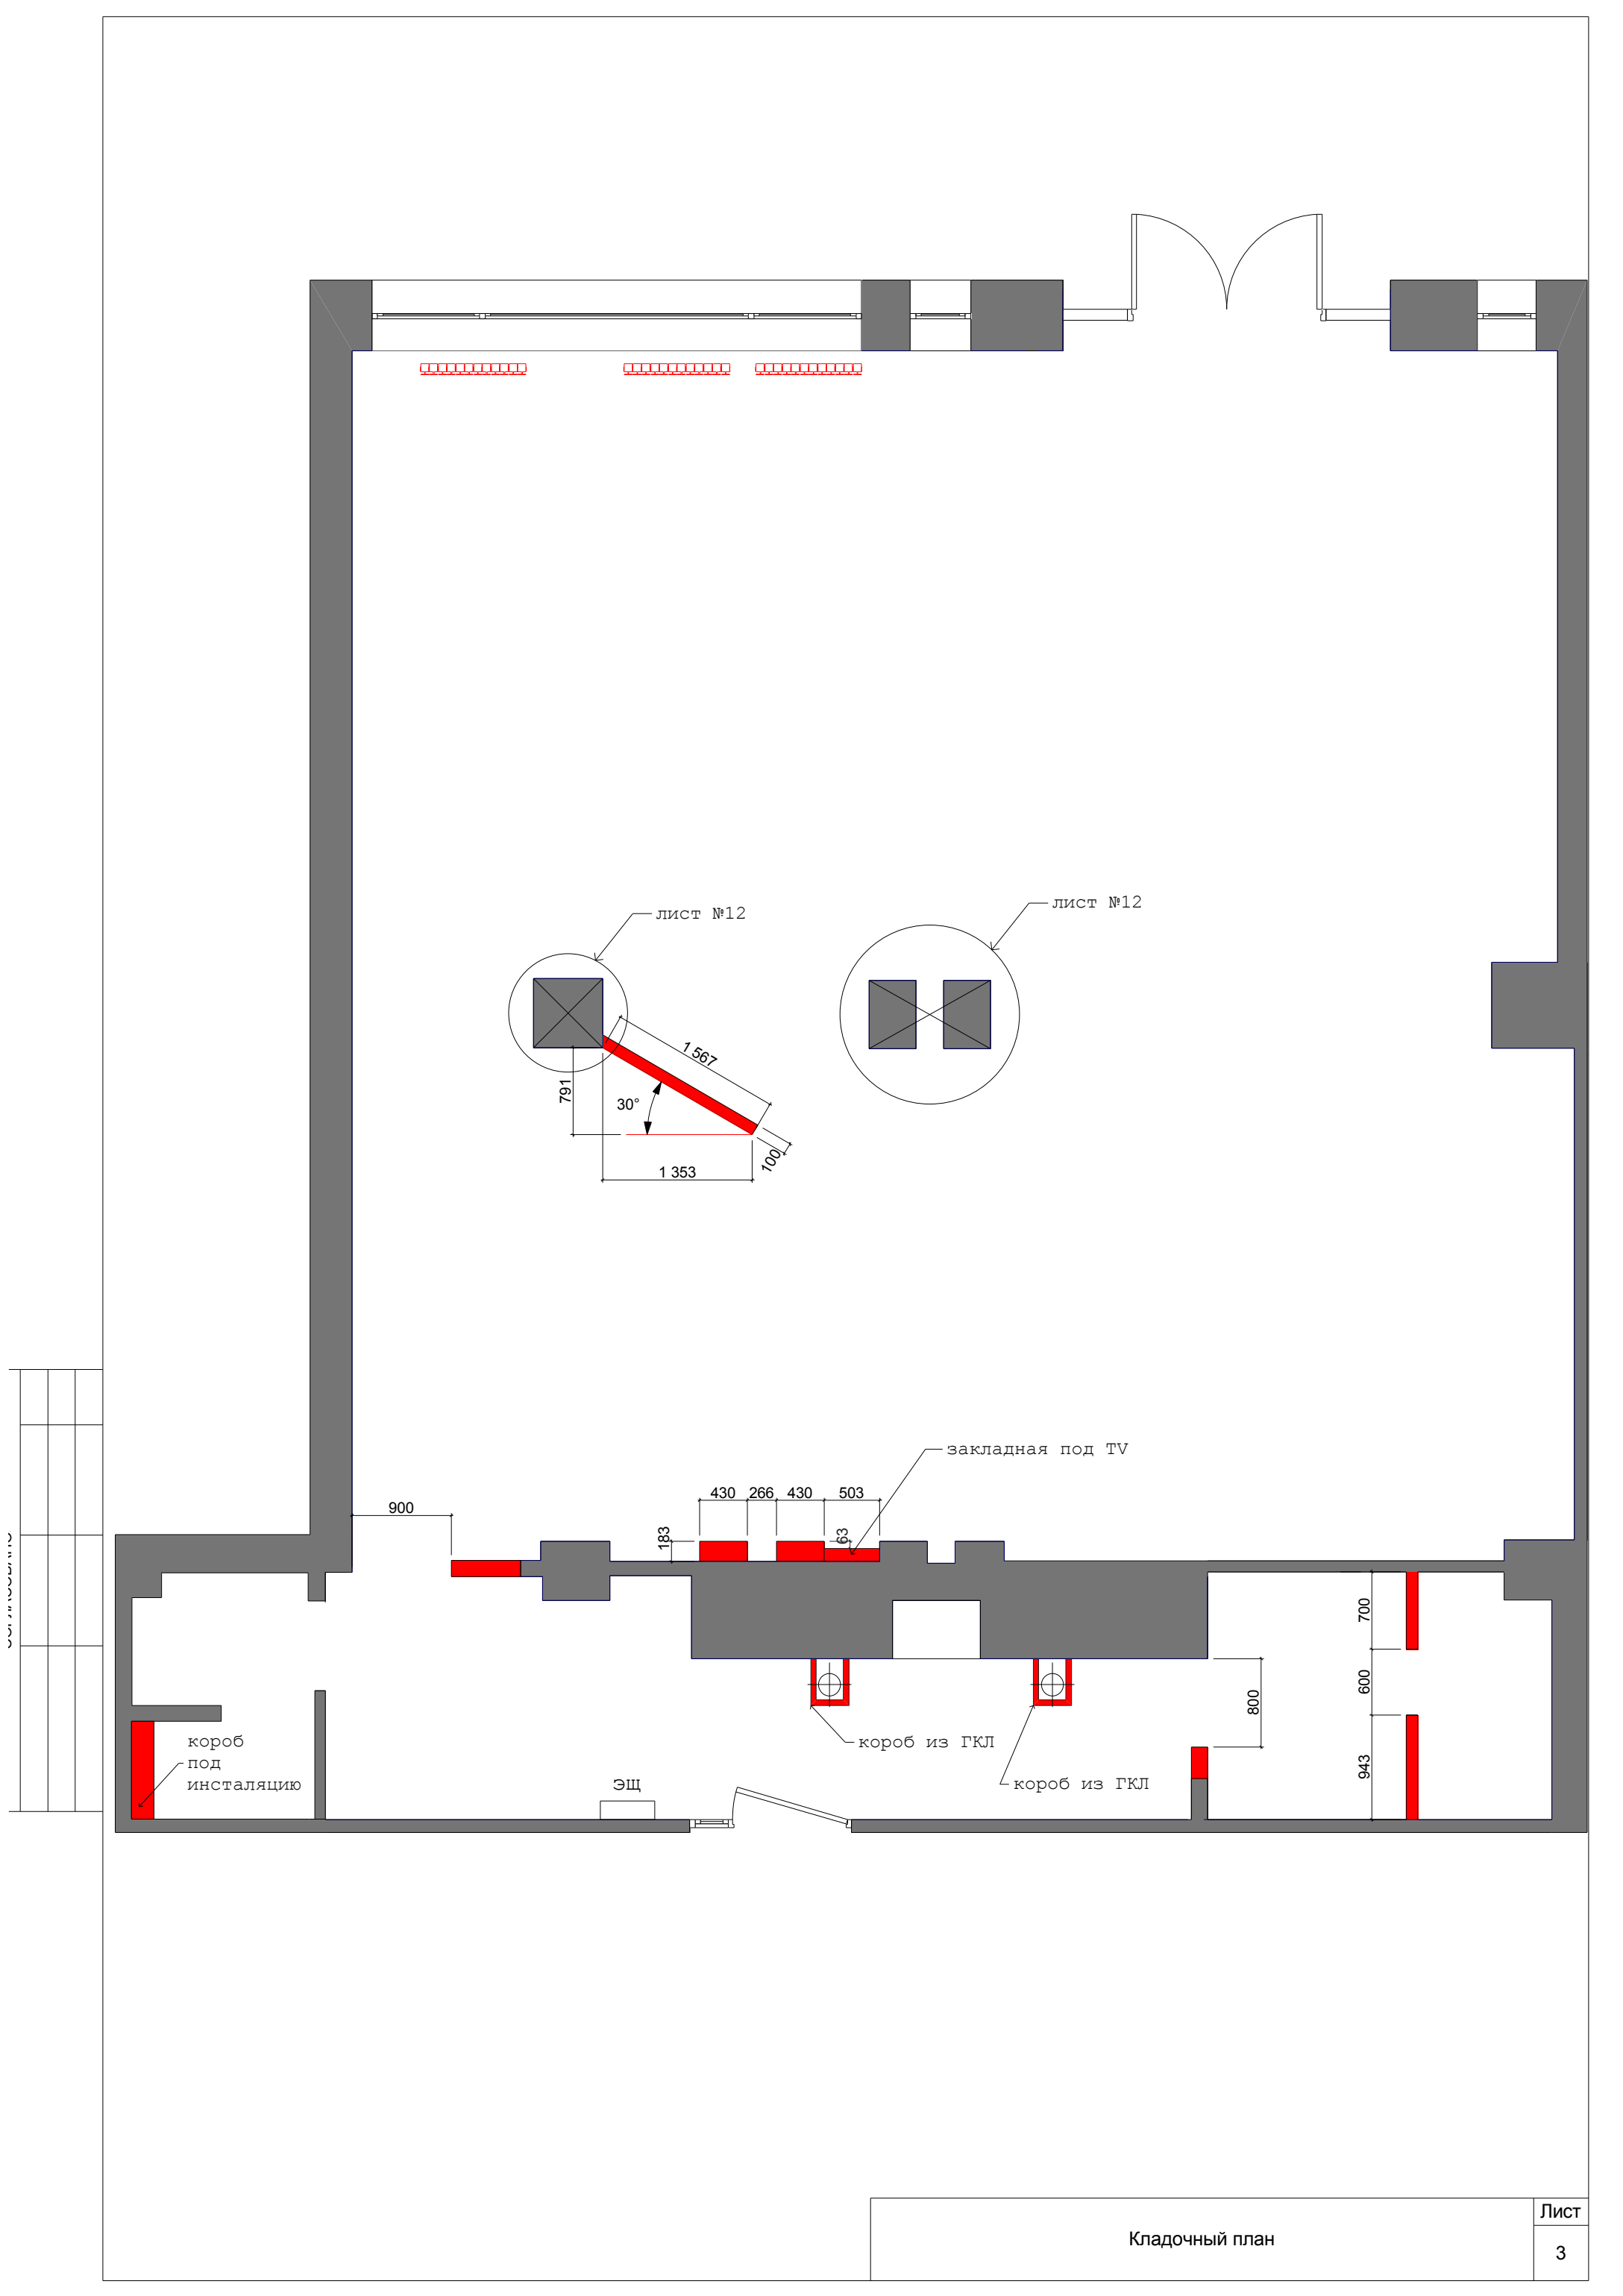 лист №12
лист №12
1 567
791
30°
100
1 353
закладная под TV
430
266
430
503
900
183
63
700
600
800
943
короб
под
инсталяцию
короб из ГКЛ
короб из ГКЛ
ЭЩ
Кладочный план
Лист
3